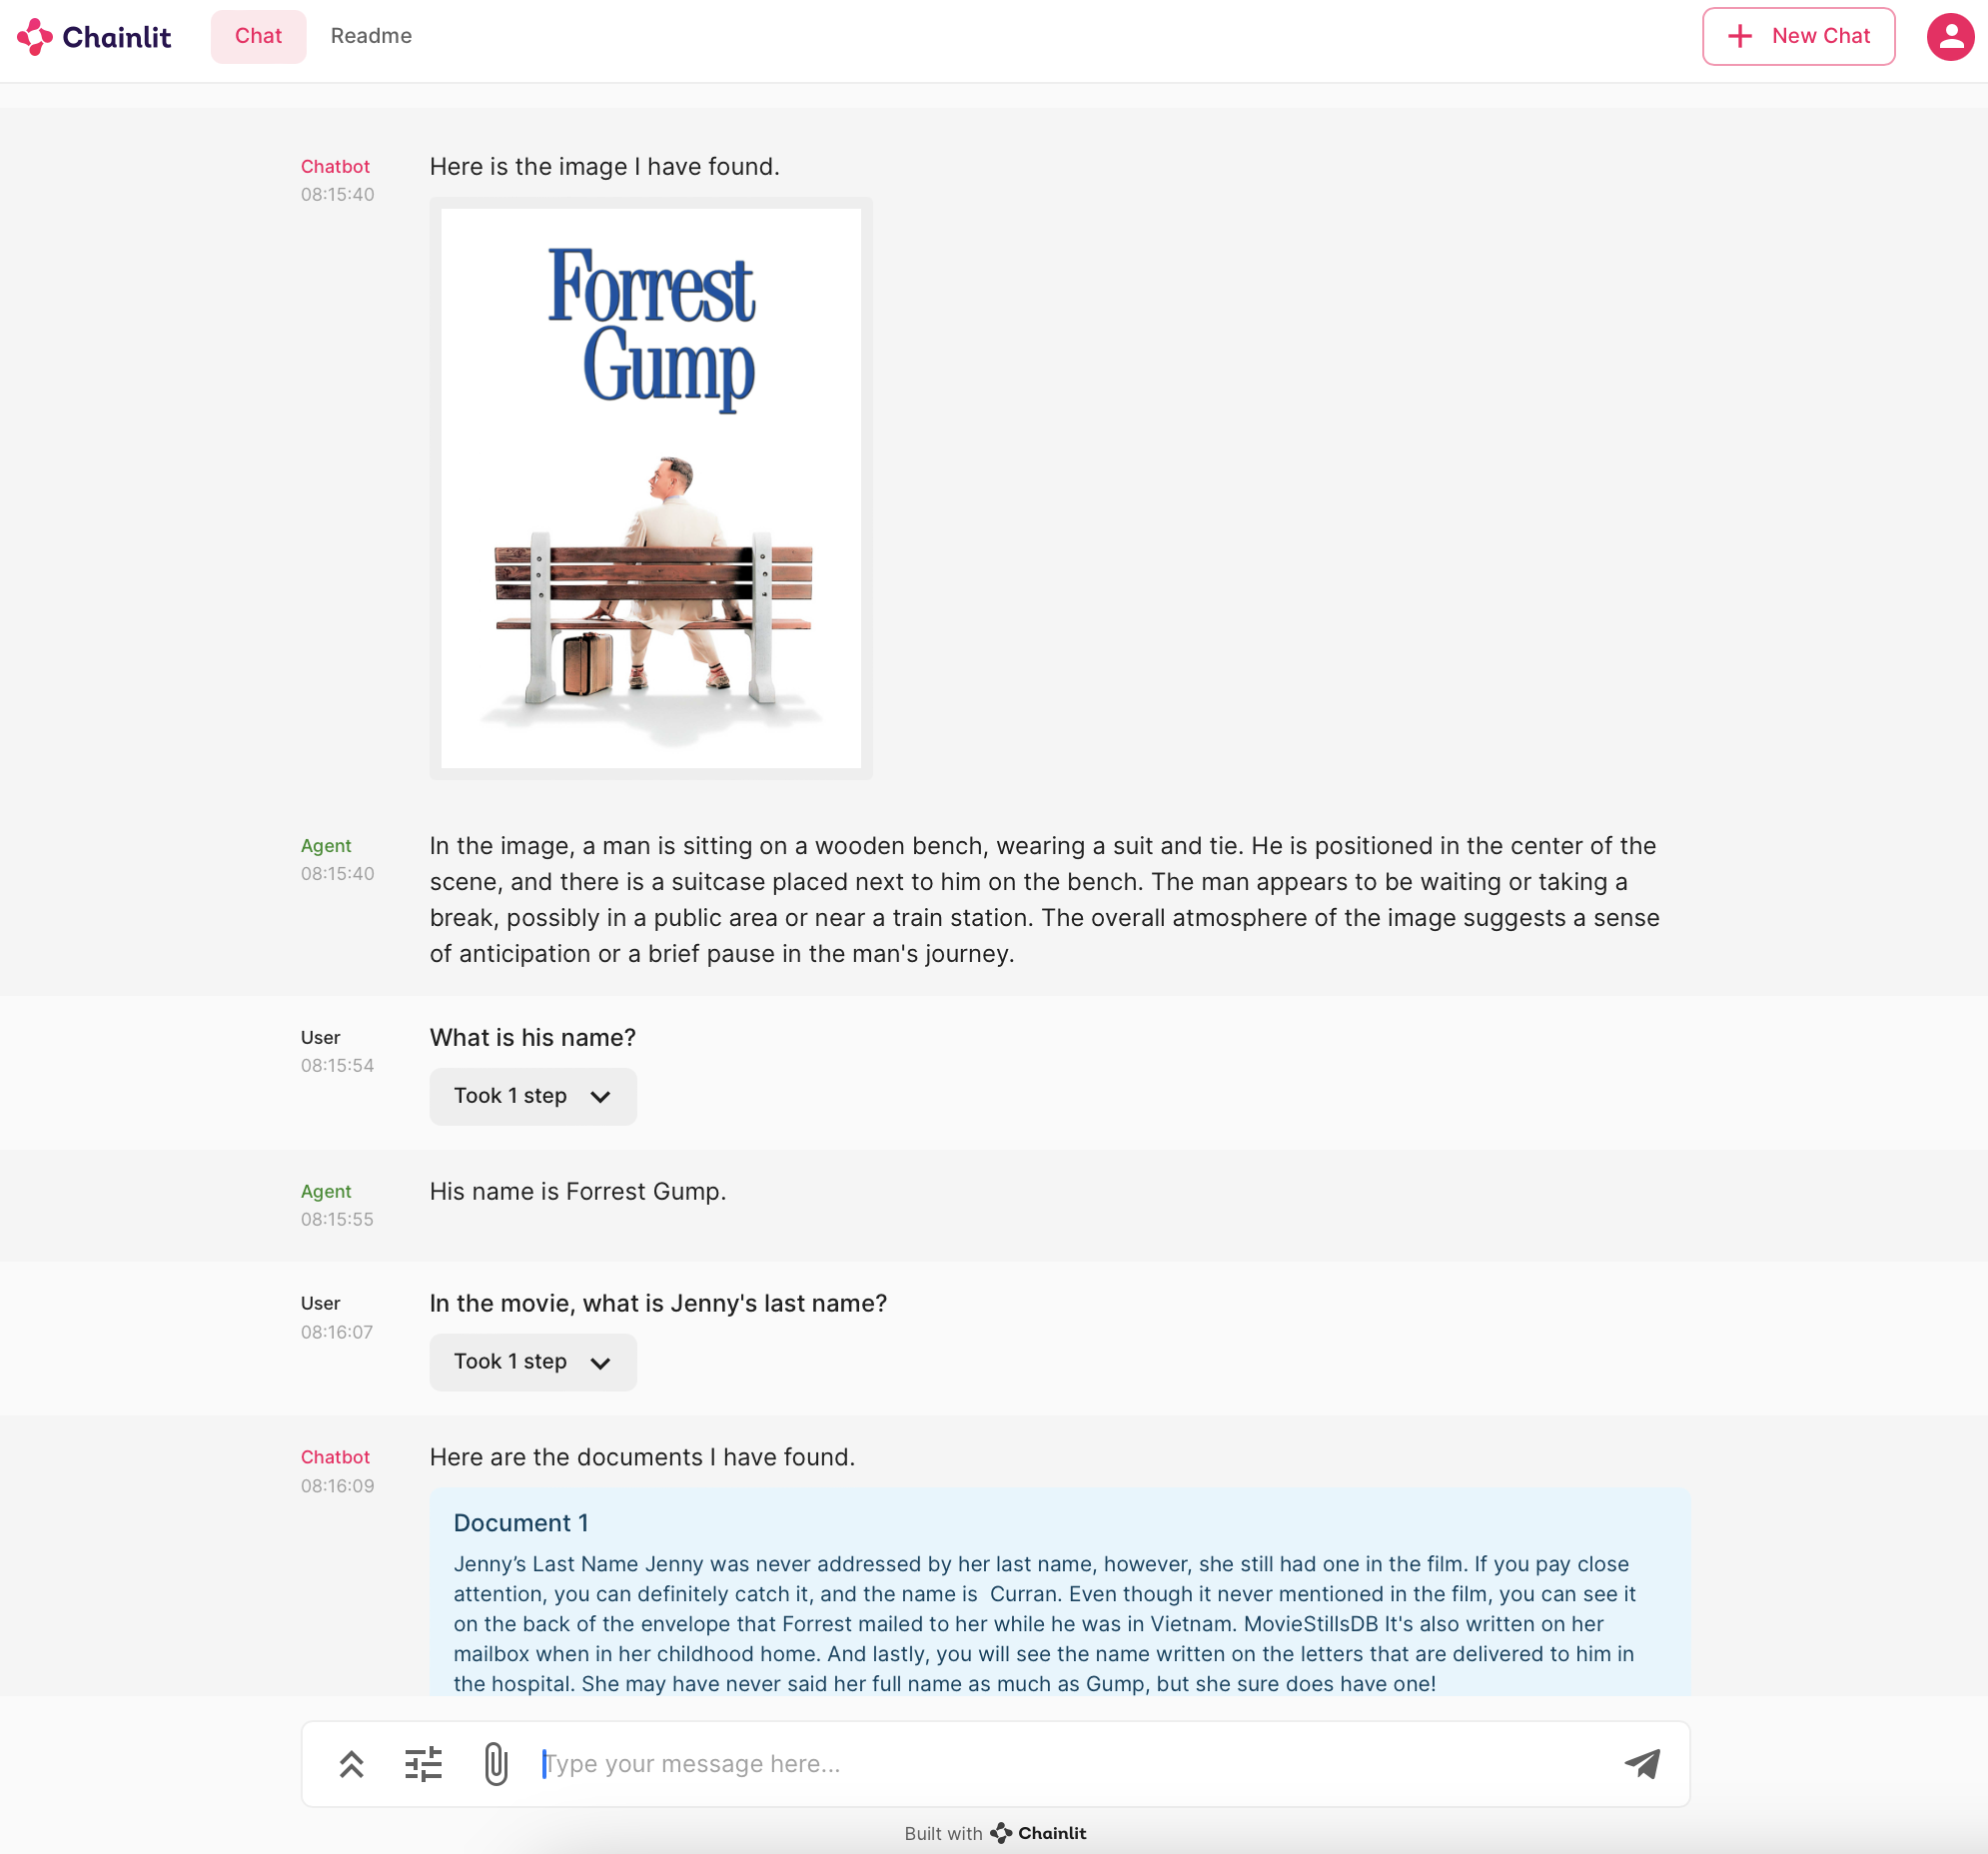 Chainlit
Chat
Readme
New Chat
Chatbot
08:15:40
Here is the image I have found.
Forrest
Gump
Agent
08:15:40
In the image, a man is sitting on a wooden bench, wearing a suit and tie. He is positioned in the center of the
scene, and there is a suitcase placed next to him on the bench. The man appears to be waiting or taking a
break, possibly in a public area or near a train station. The overall atmosphere of the image suggests a sense
of anticipation or a brief pause in the man's journey.
User
08:15:54
What is his name?
Took 1 step
Agent
08:15:55
His name is Forrest Gump.
User
08:16:07
In the movie, what is Jenny's last name?
Took 1 step
Chatbot
08:16:09
Here are the documents I have found.
Document 1
Jenny’s Last Name Jenny was never addressed by her last name, however, she still had one in the film. If you pay close
attention, you can definitely catch it, and the name is  Curran. Even though it never mentioned in the film, you can see it
on the back of the envelope that Forrest mailed to her while he was in Vietnam. MovieStillsDB It's also written on her
mailbox when in her childhood home. And lastly, you will see the name written on the letters that are delivered to him in
the hospital. She may have never said her full name as much as Gump, but she sure does have one!
Type your message here...
Built with Chainlit